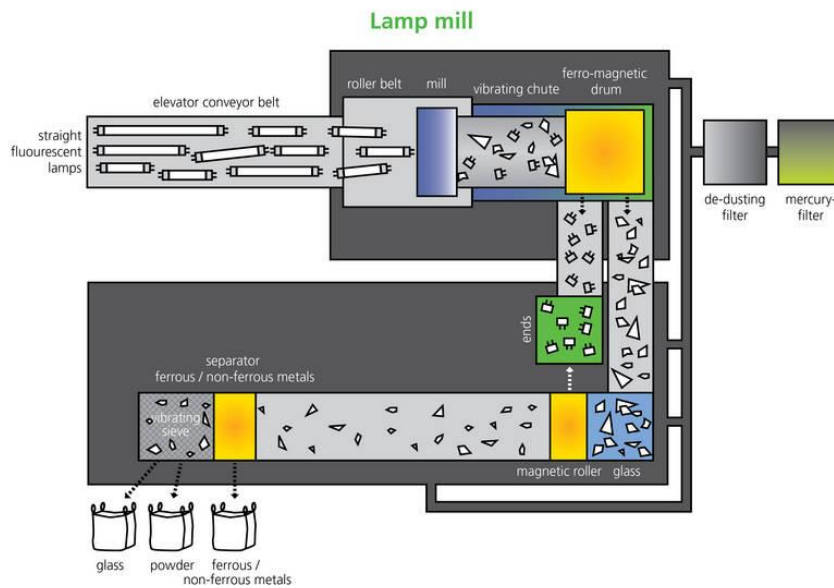 Lamp mill
ferro-magnetic
drum
roller belt
mill
vibrating chute
elevator conveyor belt
straight
fluourescent
lamps
de-dusting
filter
mercury-
filter
ends
separator
ferrous / non-ferrous metals
vibrating
sieve
magnetic roller
glass
glass
powder
ferrous /
non-ferrous metals